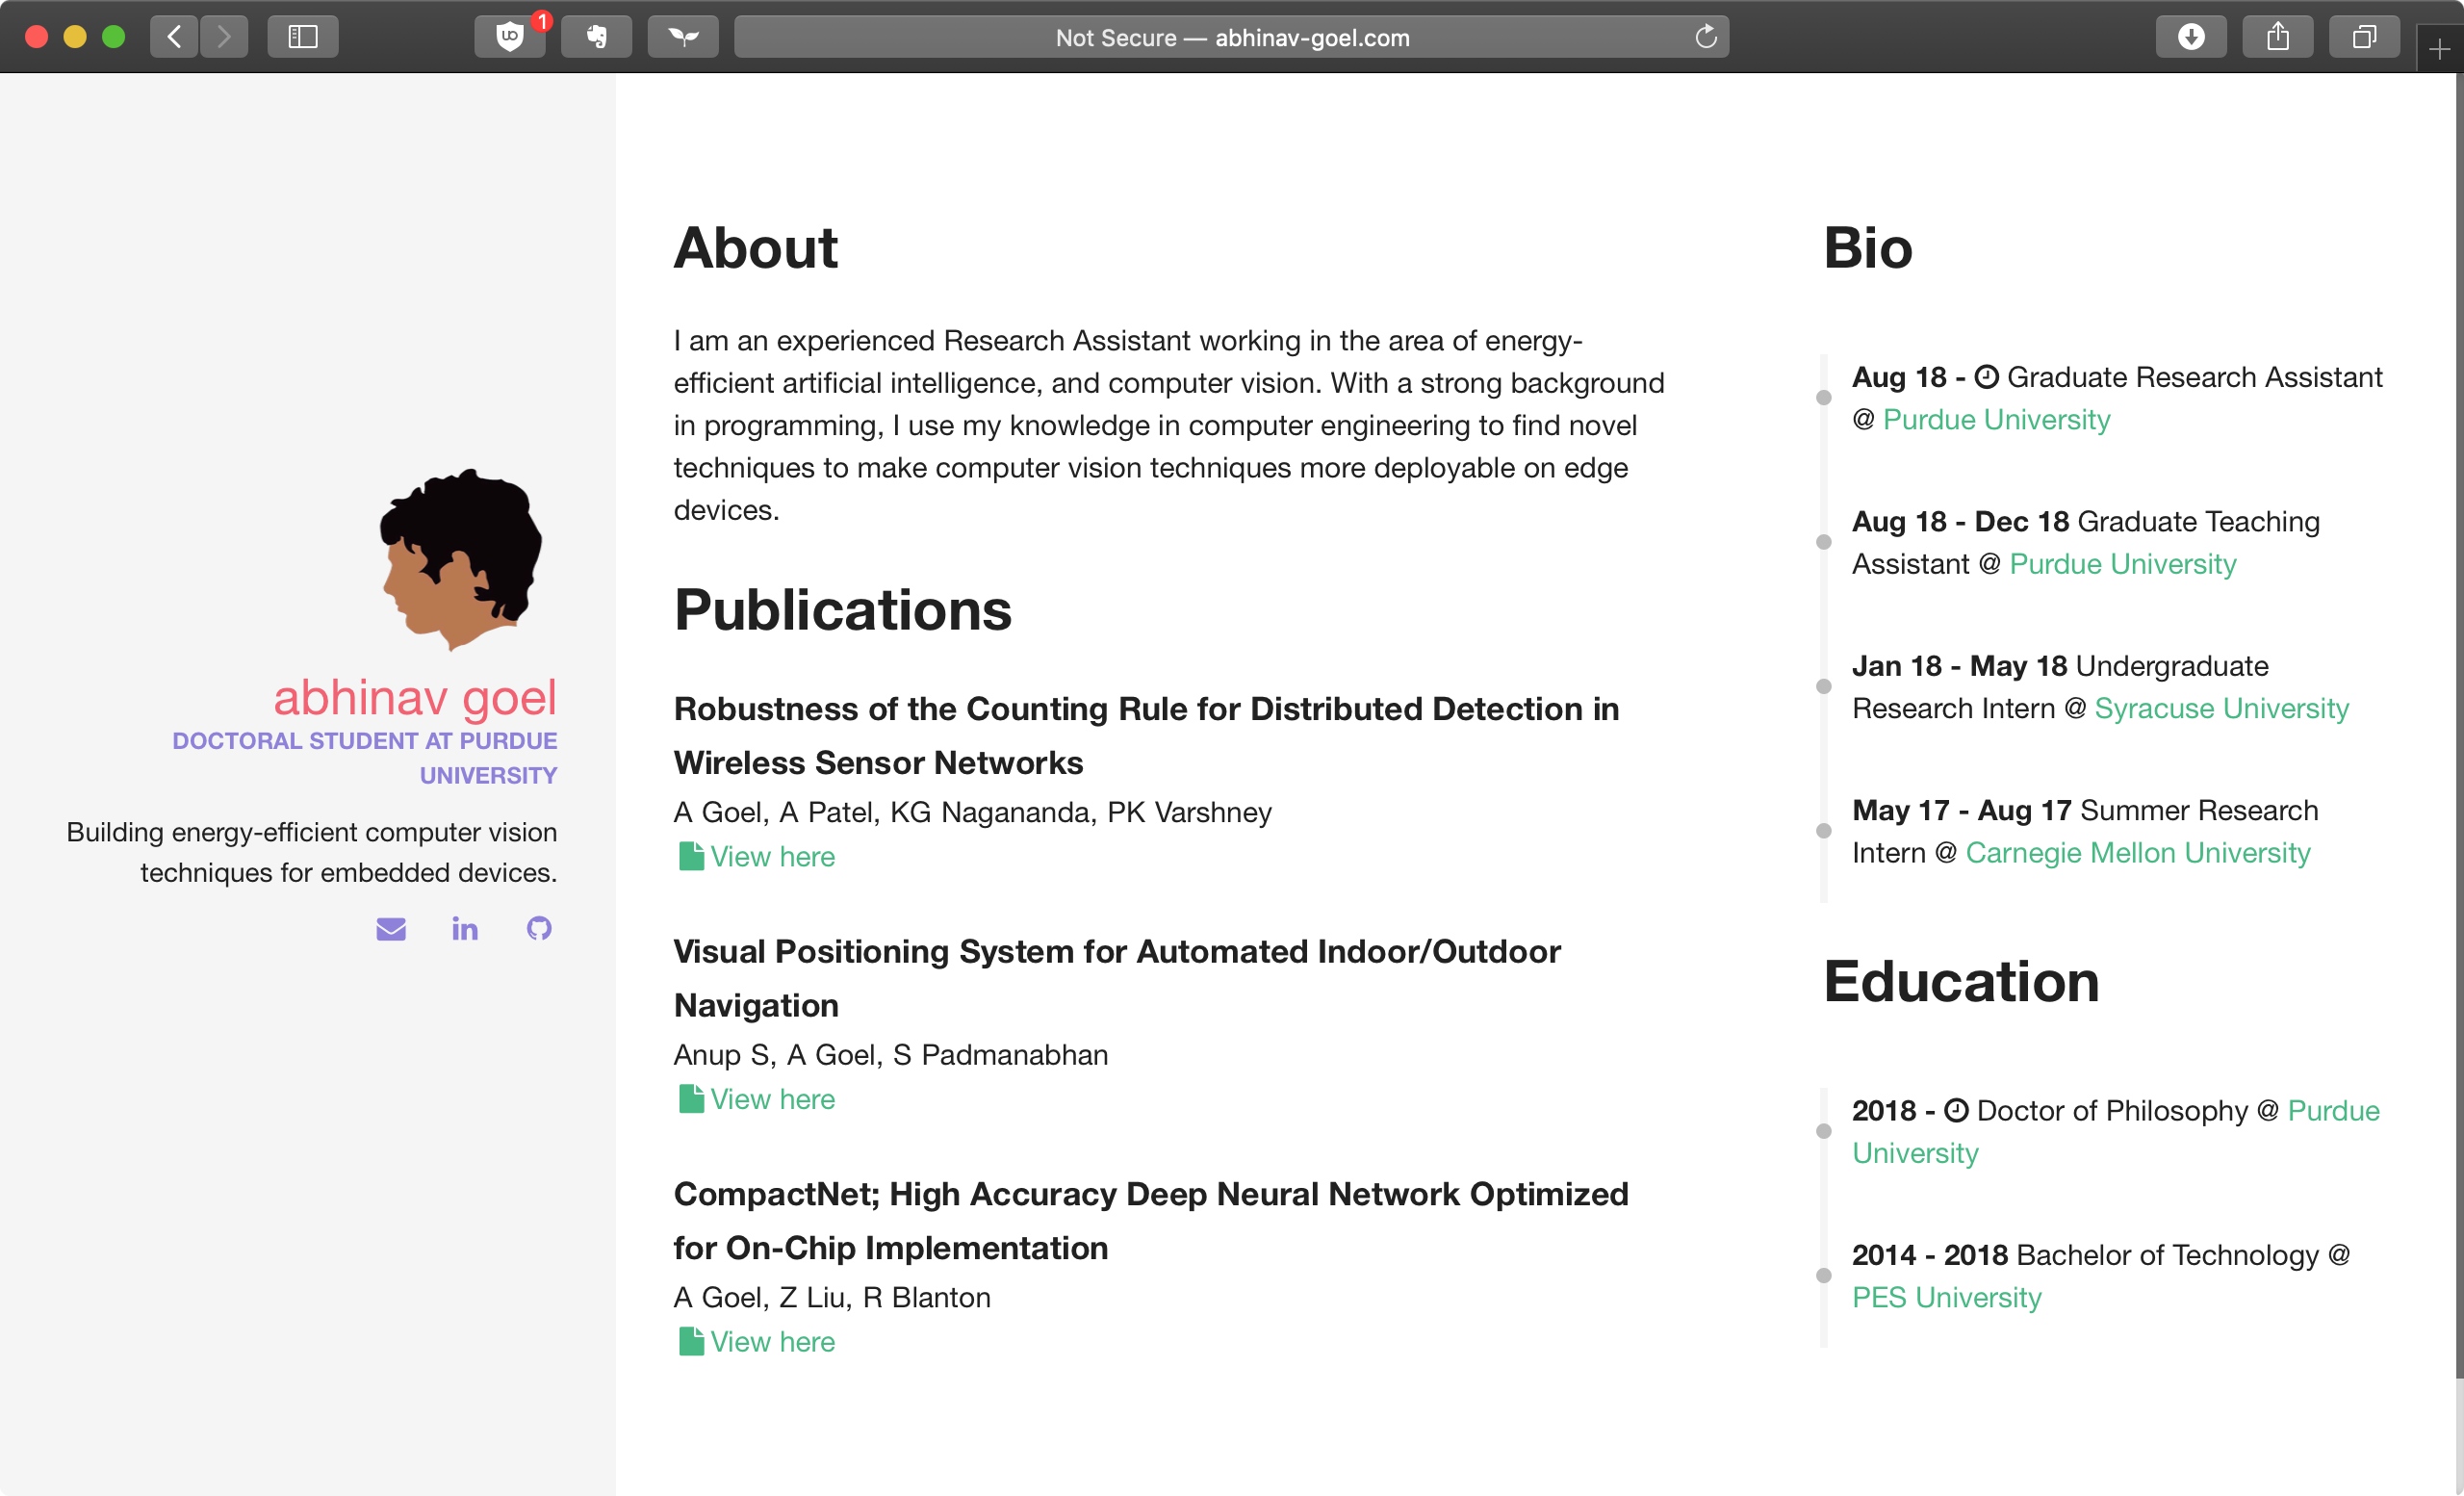 1
Not Secure — abhinav-goel.com
abhinav goel
DOCTORAL STUDENT AT PURDUE
UNIVERSITY
Building energy-efficient computer vision
techniques for embedded devices.
in
About
I am an experienced Research Assistant working in the area of energy-
efficient artificial intelligence, and computer vision. With a strong background
in programming, I use my knowledge in computer engineering to find novel
techniques to make computer vision techniques more deployable on edge
devices.
Publications
Robustness of the Counting Rule for Distributed Detection in
Wireless Sensor Networks
A Goel, A Patel, KG Nagananda, PK Varshney
View here
Visual Positioning System for Automated Indoor/Outdoor
Navigation
Anup S, A Goel, S Padmanabhan
View here
CompactNet; High Accuracy Deep Neural Network Optimized
for On-Chip Implementation
A Goel, Z Liu, R Blanton
View here
Bio
Aug 18 - Graduate Research Assistant
@ Purdue University
Aug 18 - Dec 18 Graduate Teaching
Assistant @ Purdue University
Jan 18 - May 18 Undergraduate
Research Intern @ Syracuse University
May 17 - Aug 17 Summer Research
Intern @ Carnegie Mellon University
Education
2018 - Doctor of Philosophy @ Purdue
University
2014 - 2018 Bachelor of Technology @
PES University